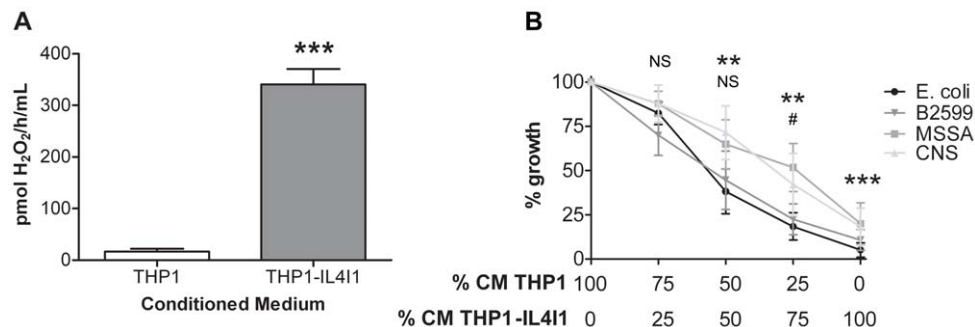 A
pmol H₂O₂/h/mL
400
300
200
100
0
***
THP1
THP1-IL4I1
Conditioned Medium
B
% growth
100
75
50
25
0
NS
**
NS
**
#
***
E. coli
B2599
MSSA
CNS
% CM THP1 100 75 50 25 0
% CM THP1-IL4I1 0 25 50 75 100